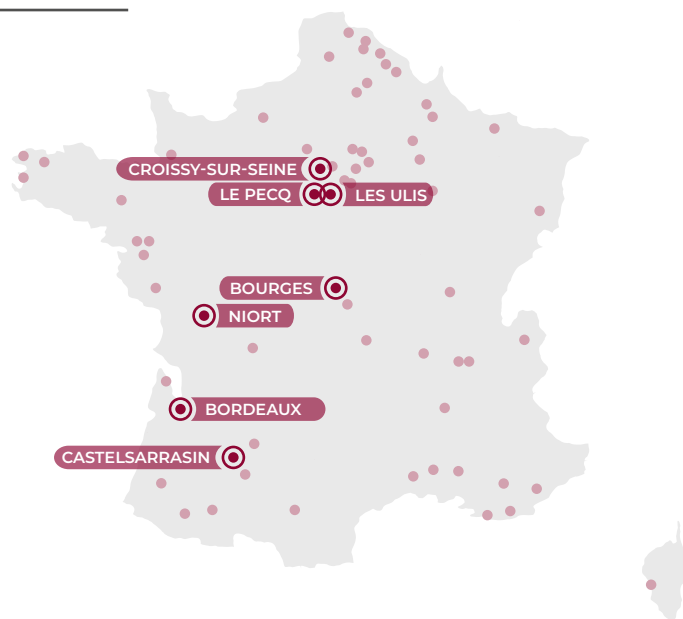 CROISSY-SUR-SEINE
LE PECQ
LES ULIS
BOURGES
NIORT
BORDEAUX
CASTELSARRASIN